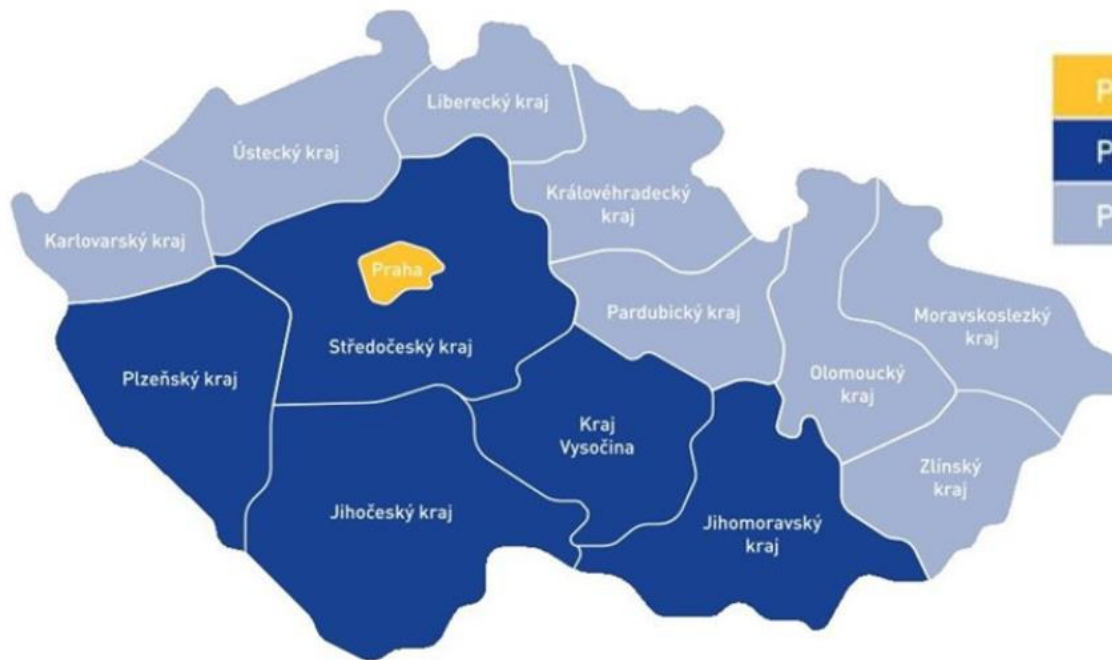 Liberecký kraj
Ústecký kraj
Královéhradecký
kraj
Karlovarský kraj
Praha
Pardubický kraj
Moravskoslezký
kraj
Středočeský kraj
Plzeňský kraj
Olomoucký
kraj
Kraj
Vysočina
Zlínský
kraj
Jihočeský kraj
Jihomoravský
kraj
P
P
P